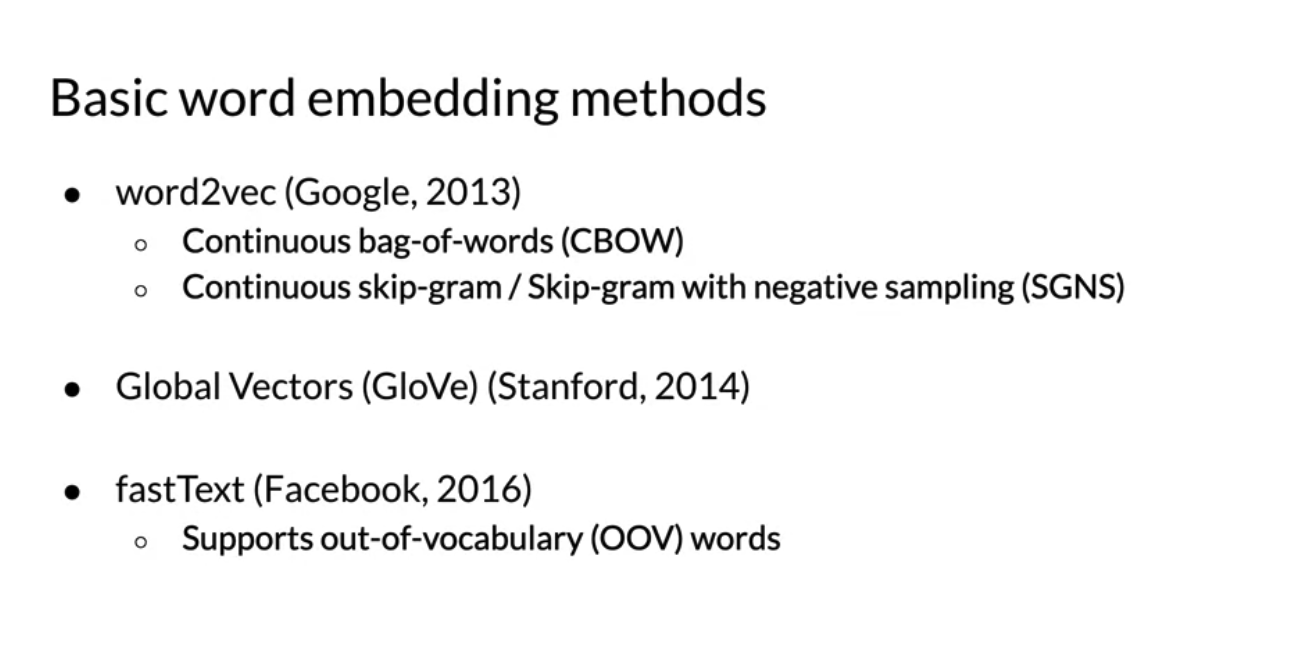 Basic word embedding methods
● word2vec (Google, 2013)
○ Continuous bag-of-words (CBOW)
○ Continuous skip-gram / Skip-gram with negative sampling (SGNS)
● Global Vectors (GloVe) (Stanford, 2014)
● fastText (Facebook, 2016)
○ Supports out-of-vocabulary (OOV) words